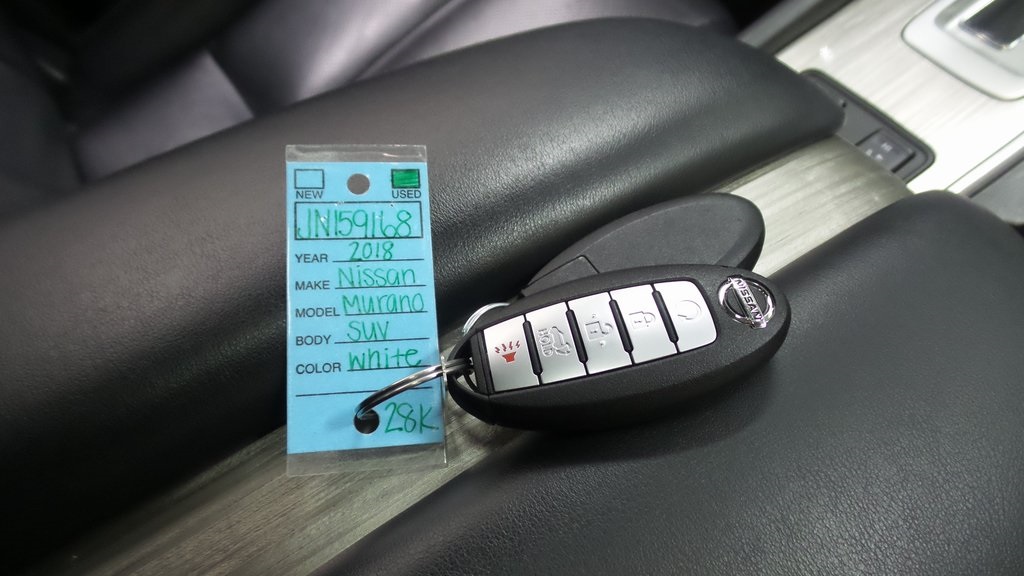 NEW USED
JN159168
YEAR 2018
MAKE Nissan
MODEL Murano
BODY SUV
COLOR White
28K
HOLD
NISSAN